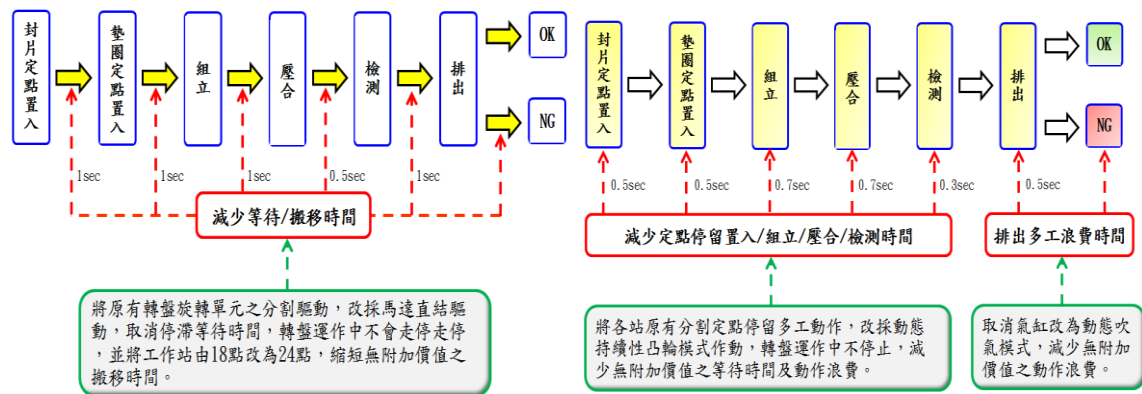 封片定點置入
墊圈定點置入
組立
壓合
檢測
排出
OK
NG
1sec
1sec
1sec
0.5sec
1sec
減少等待/搬移時間
將原有轉盤旋轉單元之分割驅動，改採馬達直結驅
動，取消停滯等待時間，轉盤運作中不會走停走停
，並將工作站由18點改為24點，縮短無附加價值之
搬移時間。
封片定點置入
墊圈定點置入
組立
壓合
檢測
排出
OK
NG
0.5sec
0.5sec
0.7sec
0.7sec
0.3sec
0.5sec
減少定點停留置入/組立/壓合/檢測時間
排出多工浪費時間
將各站原有分割定點停留多工動作，改採動態
持續性凸輪模式作動，轉盤運作中不停止，減
少無附加價值之等待時間及動作浪費。
取消氣缸改為動態吹
氣模式，減少無附加
價值之動作浪費。